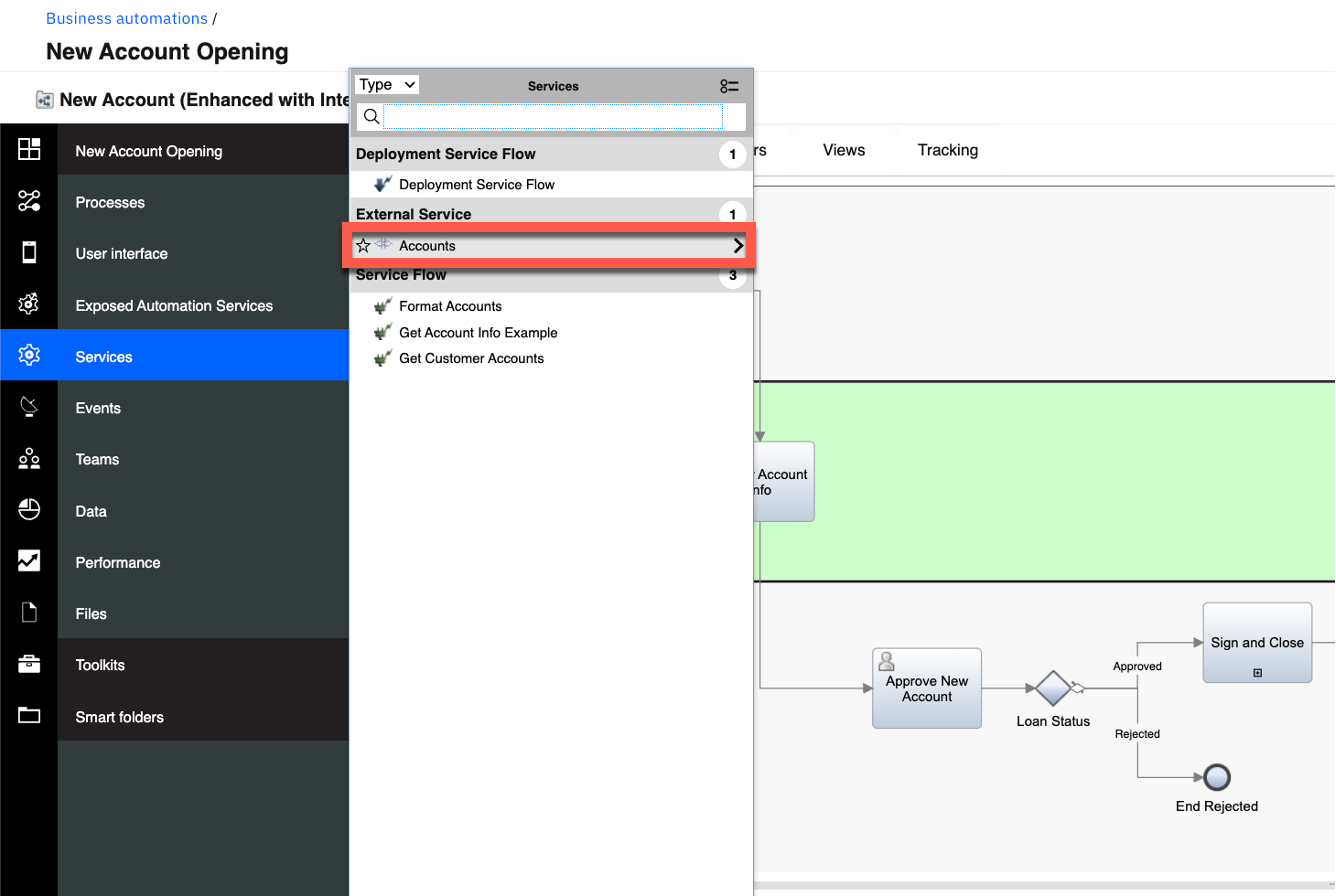 Business automations /
New Account Opening
New Account (Enhanced with Inte
New Account Opening
Processes
User interface
Exposed Automation Services
Services
Events
Teams
Data
Performance
Files
Toolkits
Smart folders
Type
Services
Deployment Service Flow 1
Deployment Service Flow
External Service 1
Accounts
Service Flow 3
Format Accounts
Get Account Info Example
Get Customer Accounts
rs
Views
Tracking
r Account
nfo
Approve New
Account
Loan Status
Approved
Rejected
Sign and Close
End Rejected